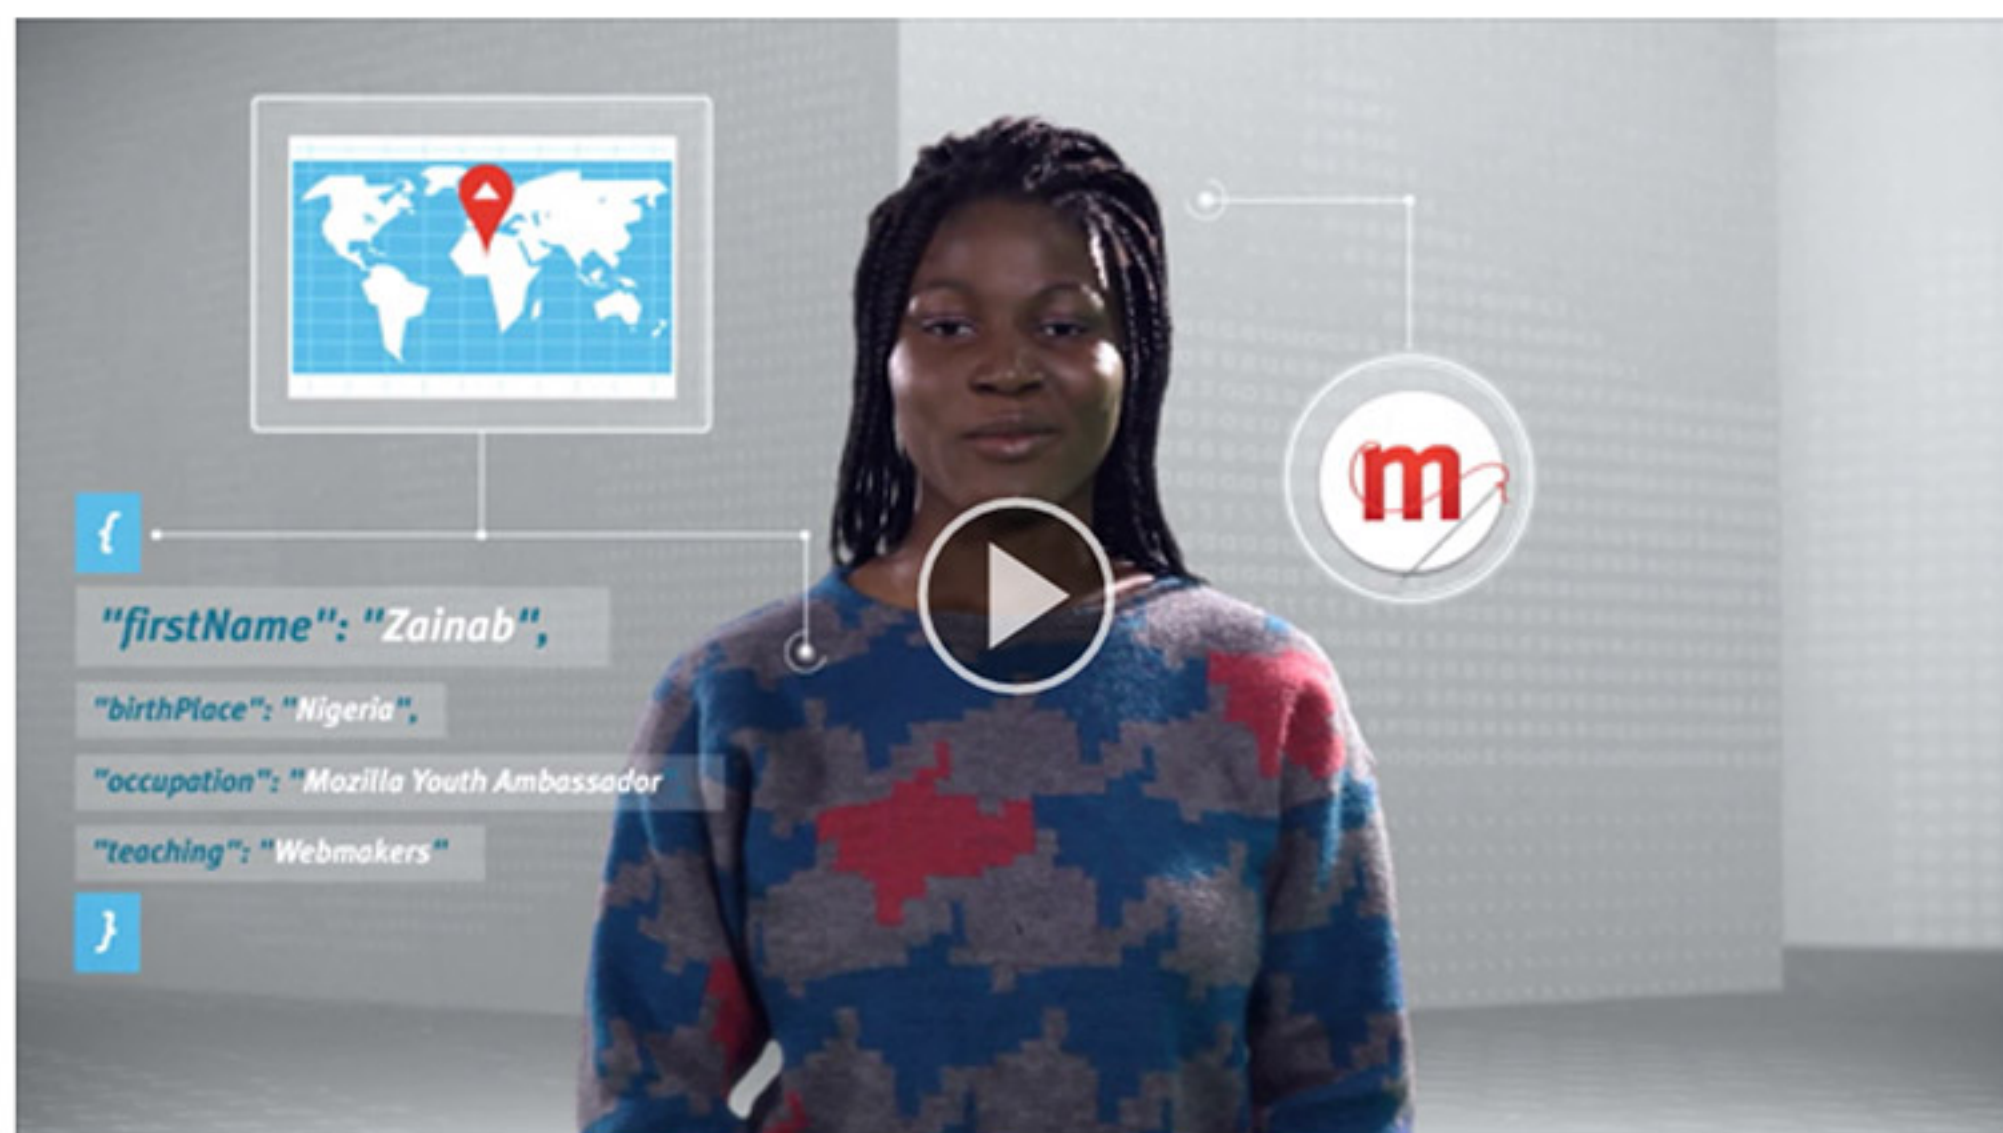 {
"firstName": "Zainab",
"birthPlace": "Nigeria",
"occupation": "Mozilla Youth Ambassador"
"teaching": "Webmakers"
}
m